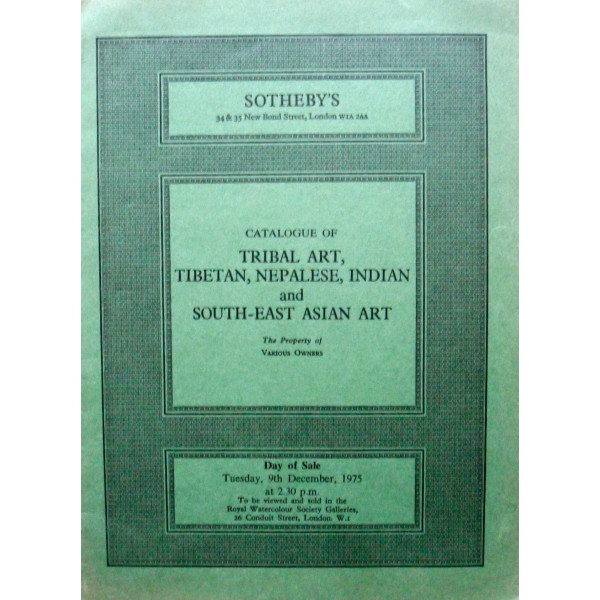 SOTHEBY'S
34 & 35 New Bond Street, London W1A 2AA
CATALOGUE OF
TRIBAL ART,
TIBETAN, NEPALESE, INDIAN
and
SOUTH-EAST ASIAN ART
The Property of
VARIOUS OWNERS
Day of Sale
Tuesday, 9th December, 1975
at 2.30 p.m.
To be viewed and sold in the
Royal Watercolour Society Galleries,
26 Conduit Street, London. W.1